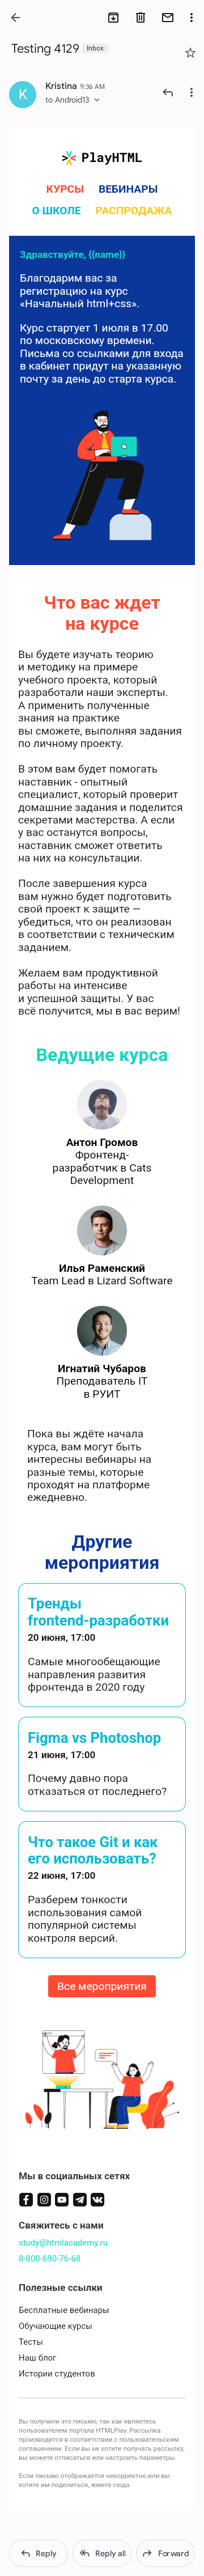 Testing 4129 Inbox
Kristina 9:36 AM
to Android13
K
PlayHTML
КУРСЫ ВЕБИНАРЫ
О ШКОЛЕ РАСПРОДАЖА
Здравствуйте, {{name}}
Благодарим вас за
регистрацию на курс
«Начальный html+css».
Курс стартует 1 июля в 17.00
по московскому времени.
Письма со ссылками для входа
в кабинет придут на указанную
почту за день до старта курса.
Что вас ждет
на курсе
Вы будете изучать теорию
и методику на примере
учебного проекта, который
разработали наши эксперты.
А применить полученные
знания на практике
вы сможете, выполняя задания
по личному проекту.
В этом вам будет помогать
наставник - опытный
специалист, который проверит
домашние задания и поделится
секретами мастерства. А если
у вас останутся вопросы,
наставник сможет ответить
на них на консультации.
После завершения курса
вам нужно будет подготовить
свой проект к защите —
убедиться, что он реализован
в соответствии с техническим
заданием.
Желаем вам продуктивной
работы на интенсиве
и успешной защиты. У вас
всё получится, мы в вас верим!
Ведущие курса
Антон Громов
Фронтенд-
разработчик в Cats
Development
Илья Раменский
Team Lead в Lizard Software
Игнатий Чубаров
Преподаватель IT
в РУИТ
Пока вы ждёте начала
курса, вам могут быть
интересны вебинары на
разные темы, которые
проходят на платформе
ежедневно.
Другие
мероприятия
Тренды
frontend-разработки
20 июня, 17:00
Самые многообещающие
направления развития
фронтенда в 2020 году
Figma vs Photoshop
21 июня, 17:00
Почему давно пора
отказаться от последнего?
Что такое Git и как
его использовать?
22 июня, 17:00
Разберем тонкости
использования самой
популярной системы
контроля версий.
Все мероприятия
Мы в социальных сетях
Свяжитесь с нами
study@htmlacademy.ru
8-800-690-76-68
Полезные ссылки
Бесплатные вебинары
Обучающие курсы
Тесты
Наш блог
Истории студентов
Вы получили это письмо, так как являетесь
пользователем портала HTMLPlay. Рассылка
производится в соответствии с пользовательским
соглашением. Если вы не хотите получать рассылку,
вы можете отписаться или настроить параметры.
Если письмо отображается некорректно или вы
хотите им поделиться, жмите сюда.
Reply Reply all Forward